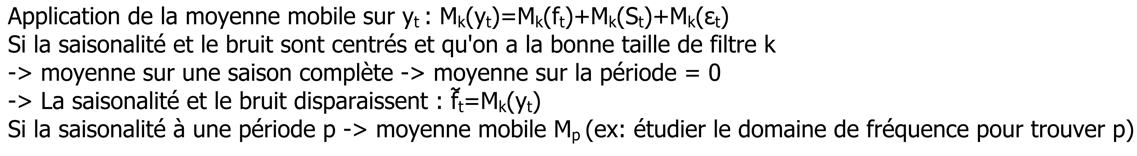 Application de la moyenne mobile sur yₜ : Mₖ(yₜ)=Mₖ(fₜ)+Mₖ(Sₜ)+Mₖ(εₜ)
Si la saisonalité et le bruit sont centrés et qu'on a la bonne taille de filtre k
-> moyenne sur une saison complète -> moyenne sur la période = 0
-> La saisonalité et le bruit disparaissent : f̃ₜ=Mₖ(yₜ)
Si la saisonalité à une période p -> moyenne mobile Mₚ (ex: étudier le domaine de fréquence pour trouver p)